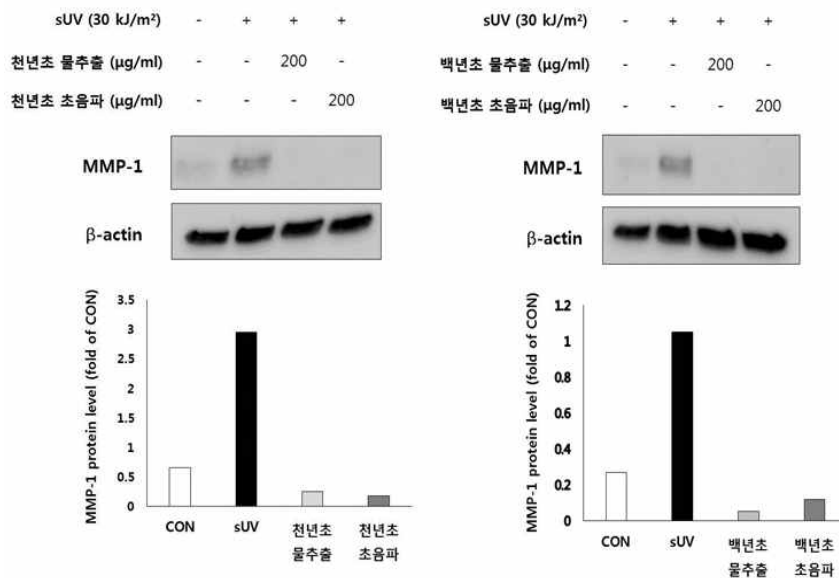 sUV (30 kJ/m²) - + + +
천년초 물추출 (μg/ml) - - 200 -
천년초 초음파 (μg/ml) - - - 200
MMP-1
β-actin
MMP-1 protein level (fold of CON)
3.5
3
2.5
2
1.5
1
0.5
0
CON sUV 천년초 천년초
물추출 초음파
sUV (30 kJ/m²) - + + +
백년초 물추출 (μg/ml) - - 200 -
백년초 초음파 (μg/ml) - - - 200
MMP-1
β-actin
MMP-1 protein level (fold of CON)
1.2
1
0.8
0.6
0.4
0.2
0
CON sUV 백년초 백년초
물추출 초음파